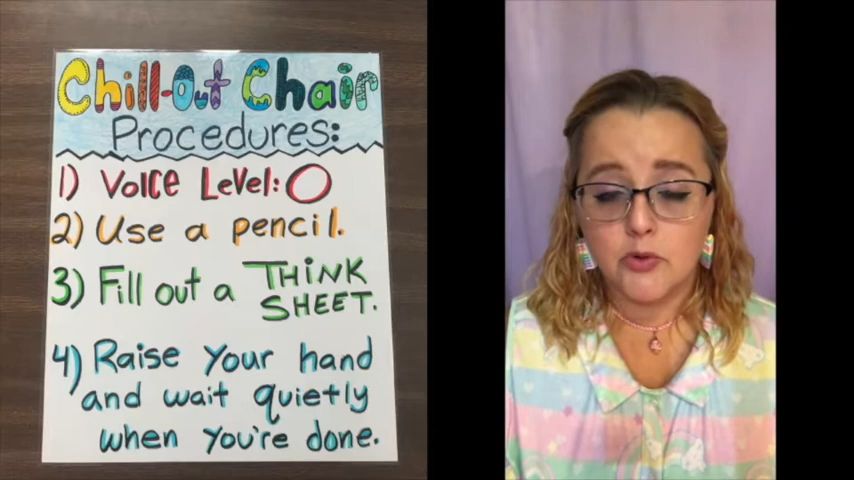 Chill-Out Chair
Procedures:
1) Voice Level: 0
2) Use a pencil.
3) Fill out a THINK
SHEET.
4) Raise your hand
and wait quietly
when you're done.